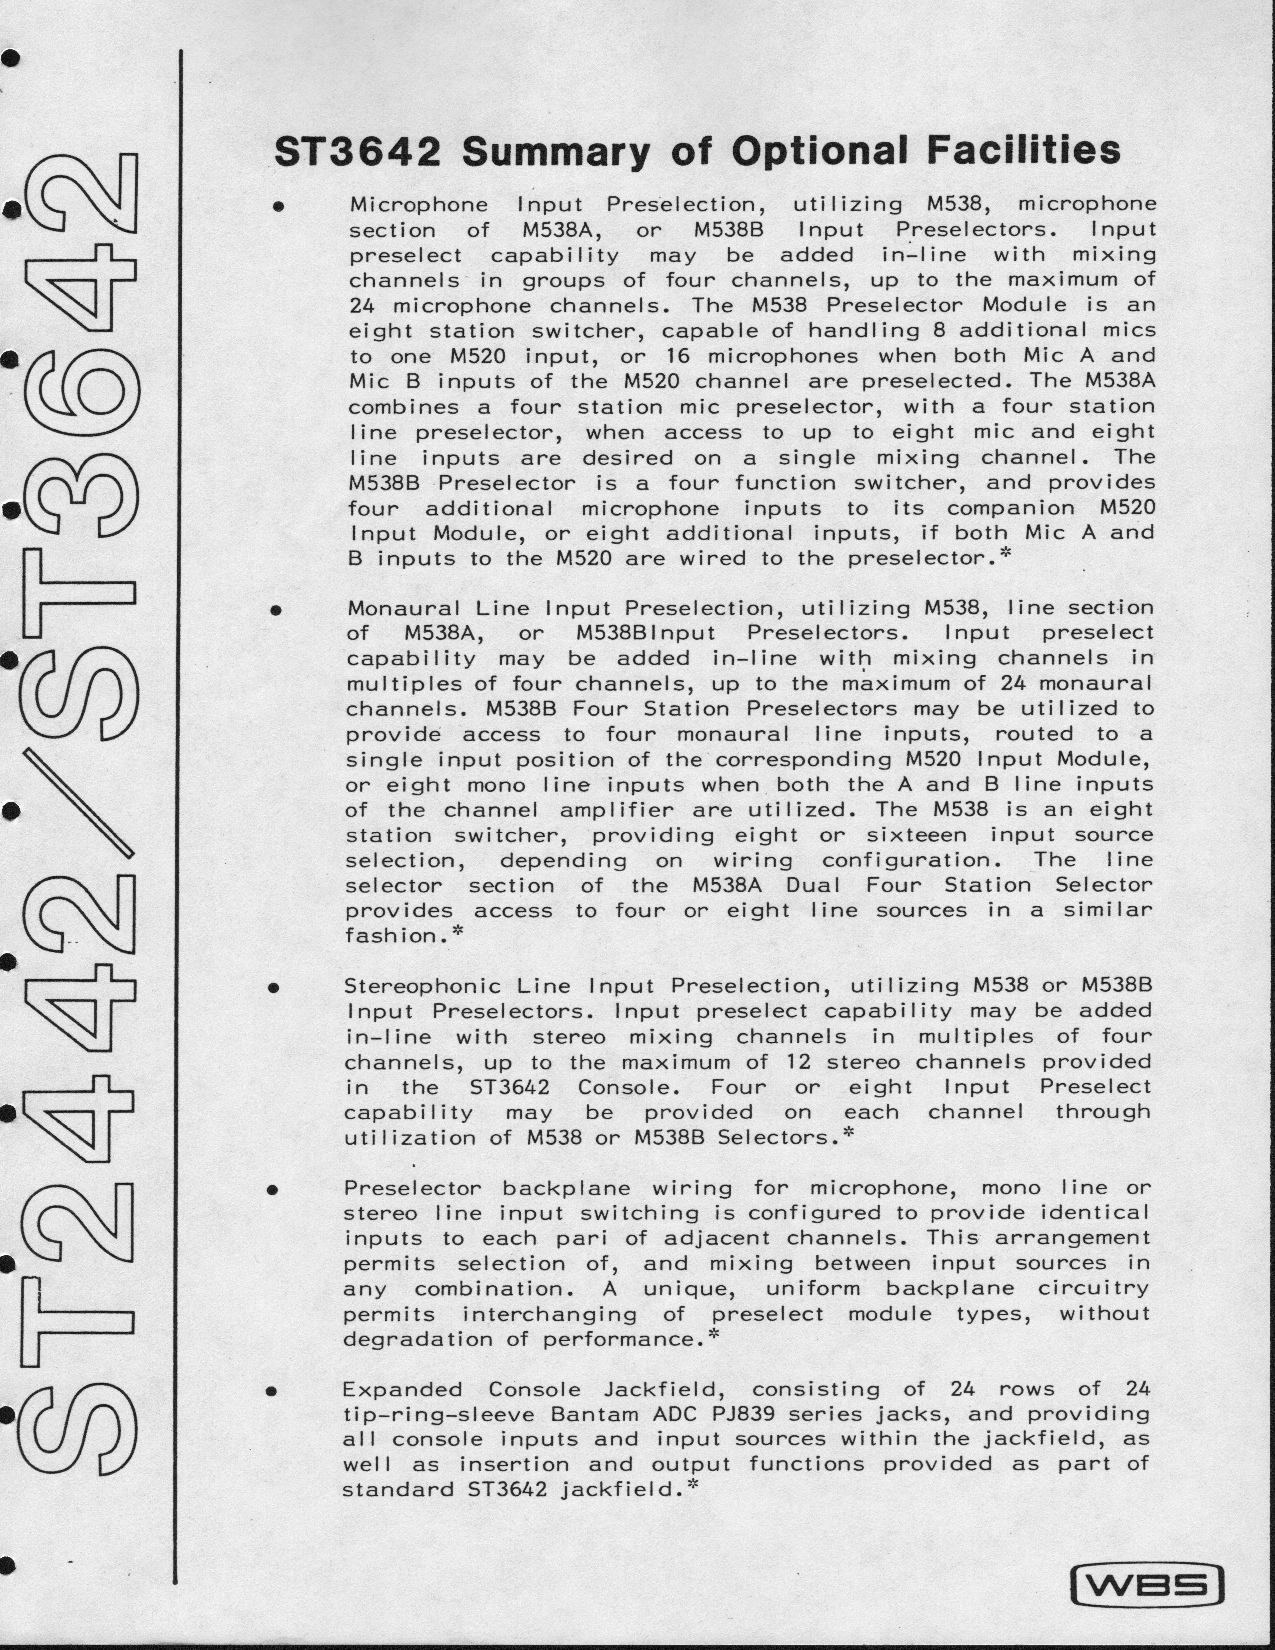 ST2442/ST3642
ST3642 Summary of Optional Facilities
• Microphone Input Preselection, utilizing M538, microphone
section of M538A, or M538B Input Preselectors. Input
preselect capability may be added in-line with mixing
channels in groups of four channels, up to the maximum of
24 microphone channels. The M538 Preselector Module is an
eight station switcher, capable of handling 8 additional mics
to one M520 input, or 16 microphones when both Mic A and
Mic B inputs of the M520 channel are preselected. The M538A
combines a four station mic preselector, with a four station
line preselector, when access to up to eight mic and eight
line inputs are desired on a single mixing channel. The
M538B Preselector is a four function switcher, and provides
four additional microphone inputs to its companion M520
Input Module, or eight additional inputs, if both Mic A and
B inputs to the M520 are wired to the preselector.*
• Monaural Line Input Preselection, utilizing M538, line section
of M538A, or M538BInput Preselectors. Input preselect
capability may be added in-line with mixing channels in
multiples of four channels, up to the maximum of 24 monaural
channels. M538B Four Station Preselectors may be utilized to
provide access to four monaural line inputs, routed to a
single input position of the corresponding M520 Input Module,
or eight mono line inputs when both the A and B line inputs
of the channel amplifier are utilized. The M538 is an eight
station switcher, providing eight or sixteeen input source
selection, depending on wiring configuration. The line
selector section of the M538A Dual Four Station Selector
provides access to four or eight line sources in a similar
fashion.*
• Stereophonic Line Input Preselection, utilizing M538 or M538B
Input Preselectors. Input preselect capability may be added
in-line with stereo mixing channels in multiples of four
channels, up to the maximum of 12 stereo channels provided
in the ST3642 Console. Four or eight Input Preselect
capability may be provided on each channel through
utilization of M538 or M538B Selectors.*
• Preselector backplane wiring for microphone, mono line or
stereo line input switching is configured to provide identical
inputs to each pari of adjacent channels. This arrangement
permits selection of, and mixing between input sources in
any combination. A unique, uniform backplane circuitry
permits interchanging of preselect module types, without
degradation of performance.*
• Expanded Console Jackfield, consisting of 24 rows of 24
tip-ring-sleeve Bantam ADC PJ839 series jacks, and providing
all console inputs and input sources within the jackfield, as
well as insertion and output functions provided as part of
standard ST3642 jackfield.*
WBS